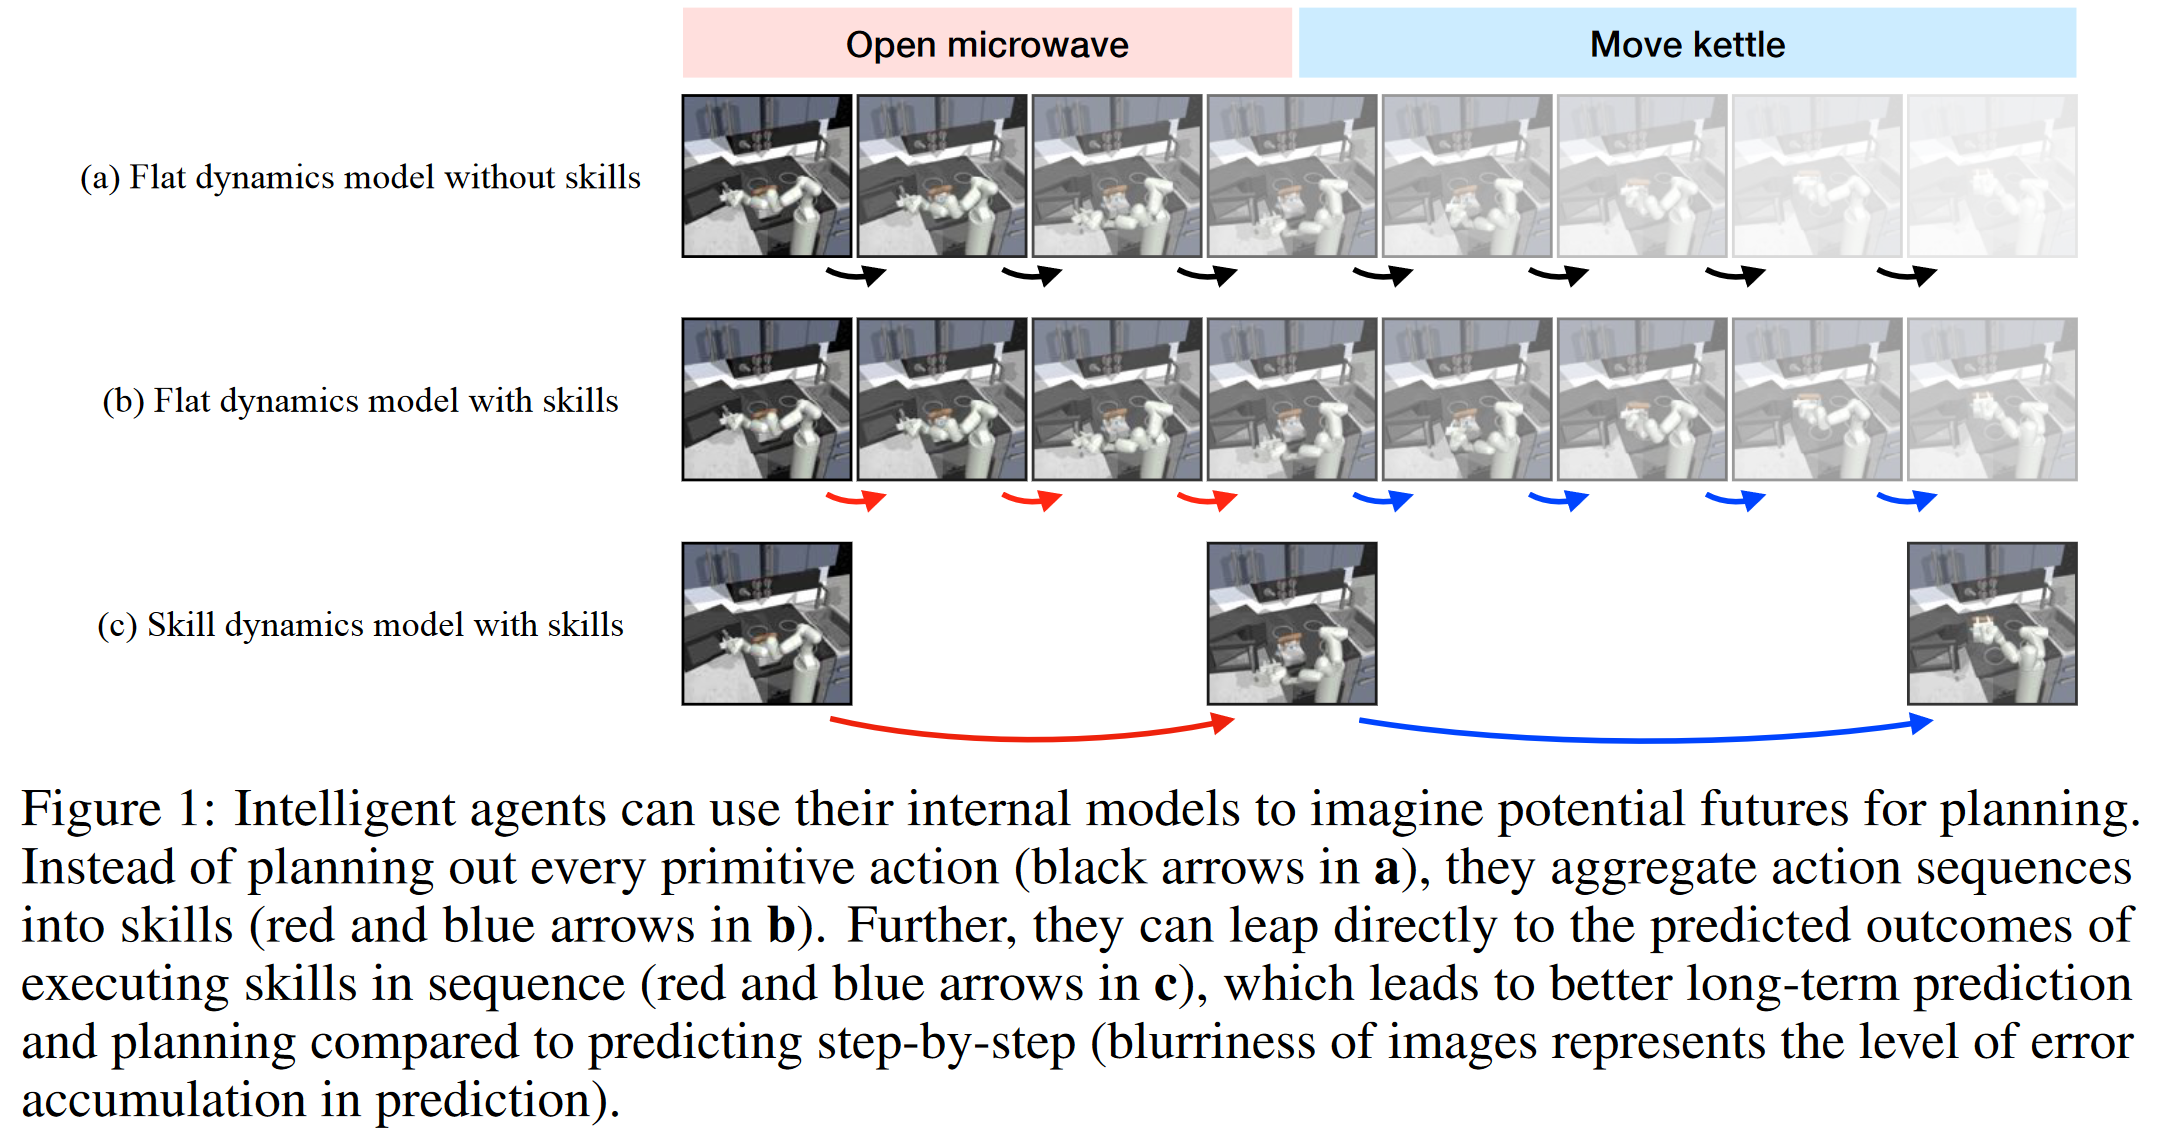 Open microwave
Move kettle
(a) Flat dynamics model without skills
(b) Flat dynamics model with skills
(c) Skill dynamics model with skills
Figure 1: Intelligent agents can use their internal models to imagine potential futures for planning.
Instead of planning out every primitive action (black arrows in a), they aggregate action sequences
into skills (red and blue arrows in b). Further, they can leap directly to the predicted outcomes of
executing skills in sequence (red and blue arrows in c), which leads to better long-term prediction
and planning compared to predicting step-by-step (blurriness of images represents the level of error
accumulation in prediction).